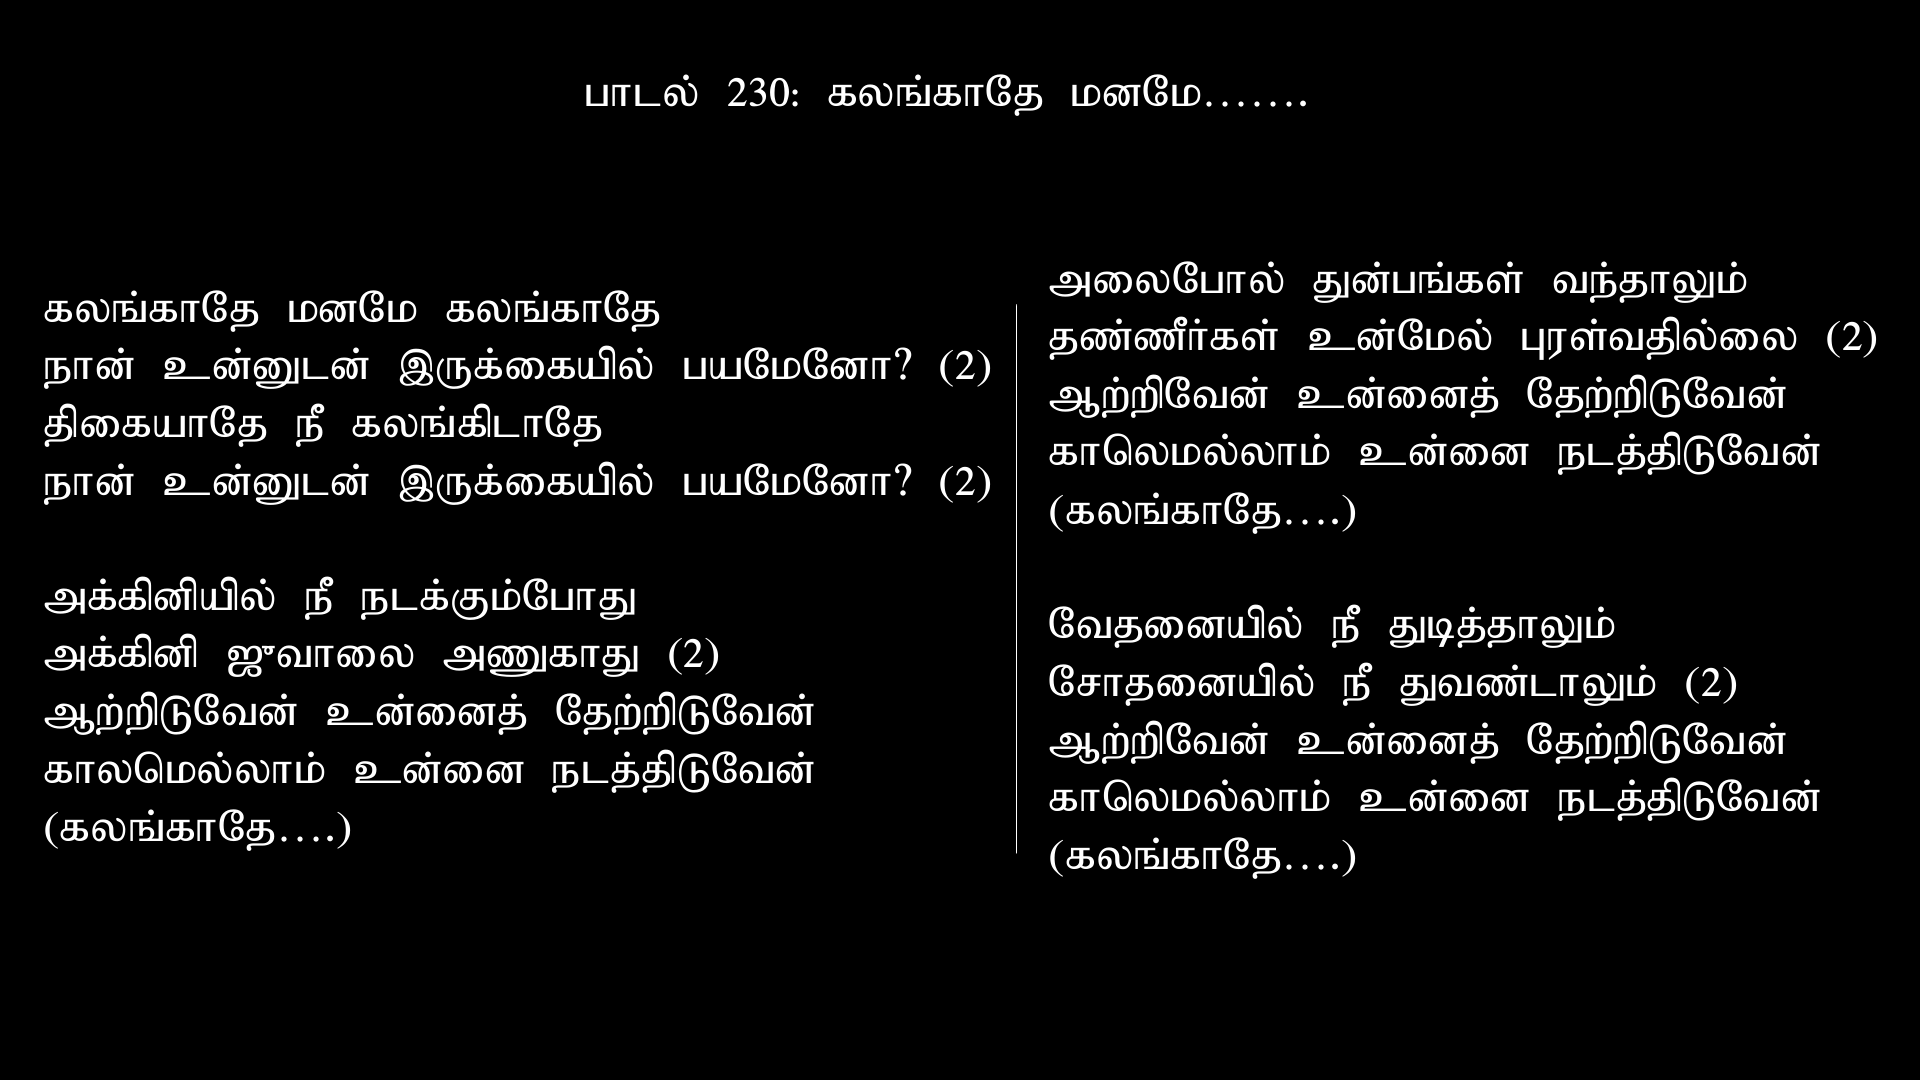 பாடல் 230: கலங்காதே மனமே.......
கலங்காதே மனமே கலங்காதே
நான் உன்னுடன் இருக்கையில் பயமேனோ? (2)
திகையாதே நீ கலங்கிடாதே
நான் உன்னுடன் இருக்கையில் பயமேனோ? (2)
அக்கினியில் நீ நடக்கும்போது
அக்கினி ஜுவாலை அணுகாது (2)
ஆற்றிடுவேன் உன்னைத் தேற்றிடுவேன்
காலமெல்லாம் உன்னை நடத்திடுவேன்
(கலங்காதே....)
அலைபோல் துன்பங்கள் வந்தாலும்
தண்ணீர்கள் உன்மேல் புரள்வதில்லை (2)
ஆற்றிவேன் உன்னைத் தேற்றிடுவேன்
காலெமல்லாம் உன்னை நடத்திடுவேன்
(கலங்காதே....)
வேதனையில் நீ துடித்தாலும்
சோதனையில் நீ துவண்டாலும் (2)
ஆற்றிவேன் உன்னைத் தேற்றிடுவேன்
காலெமல்லாம் உன்னை நடத்திடுவேன்
(கலங்காதே....)